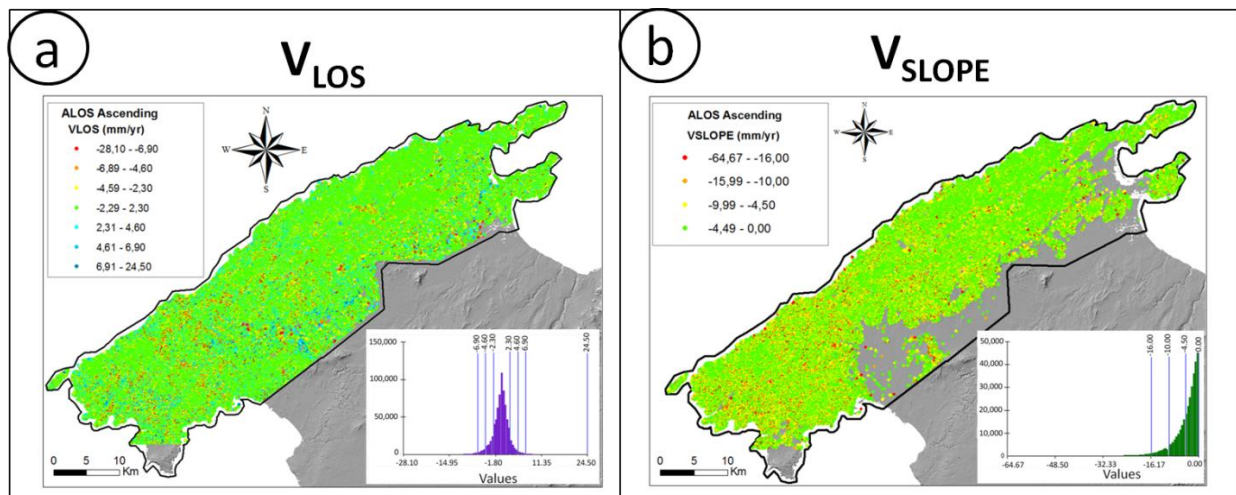 a
VLOS
ALOS Ascending
VLOS (mm/yr)
-28,10 - -6,90
-6,89 - -4,60
-4,59 - -2,30
-2,29 - 2,30
2,31 - 4,60
4,61 - 6,90
6,91 - 24,50
N
W
E
S
-6.90
-4.60
-2.30
2.30
4.60
6.90
24.50
150,000
100,000
50,000
0
-28.10 -14.95 -1.80 11.35 24.50
Values
0 5 10
Km
b
VSLOPE
ALOS Ascending
VSLOPE (mm/yr)
-64,67 - -16,00
-15,99 - -10,00
-9,99 - -4,50
-4,49 - 0,00
N
W
E
S
-16.00
-10.00
-4.50
0.00
50,000
40,000
30,000
20,000
10,000
0
-64.67 -48.50 -32.33 -16.17 0.00
Values
0 5 10
Km